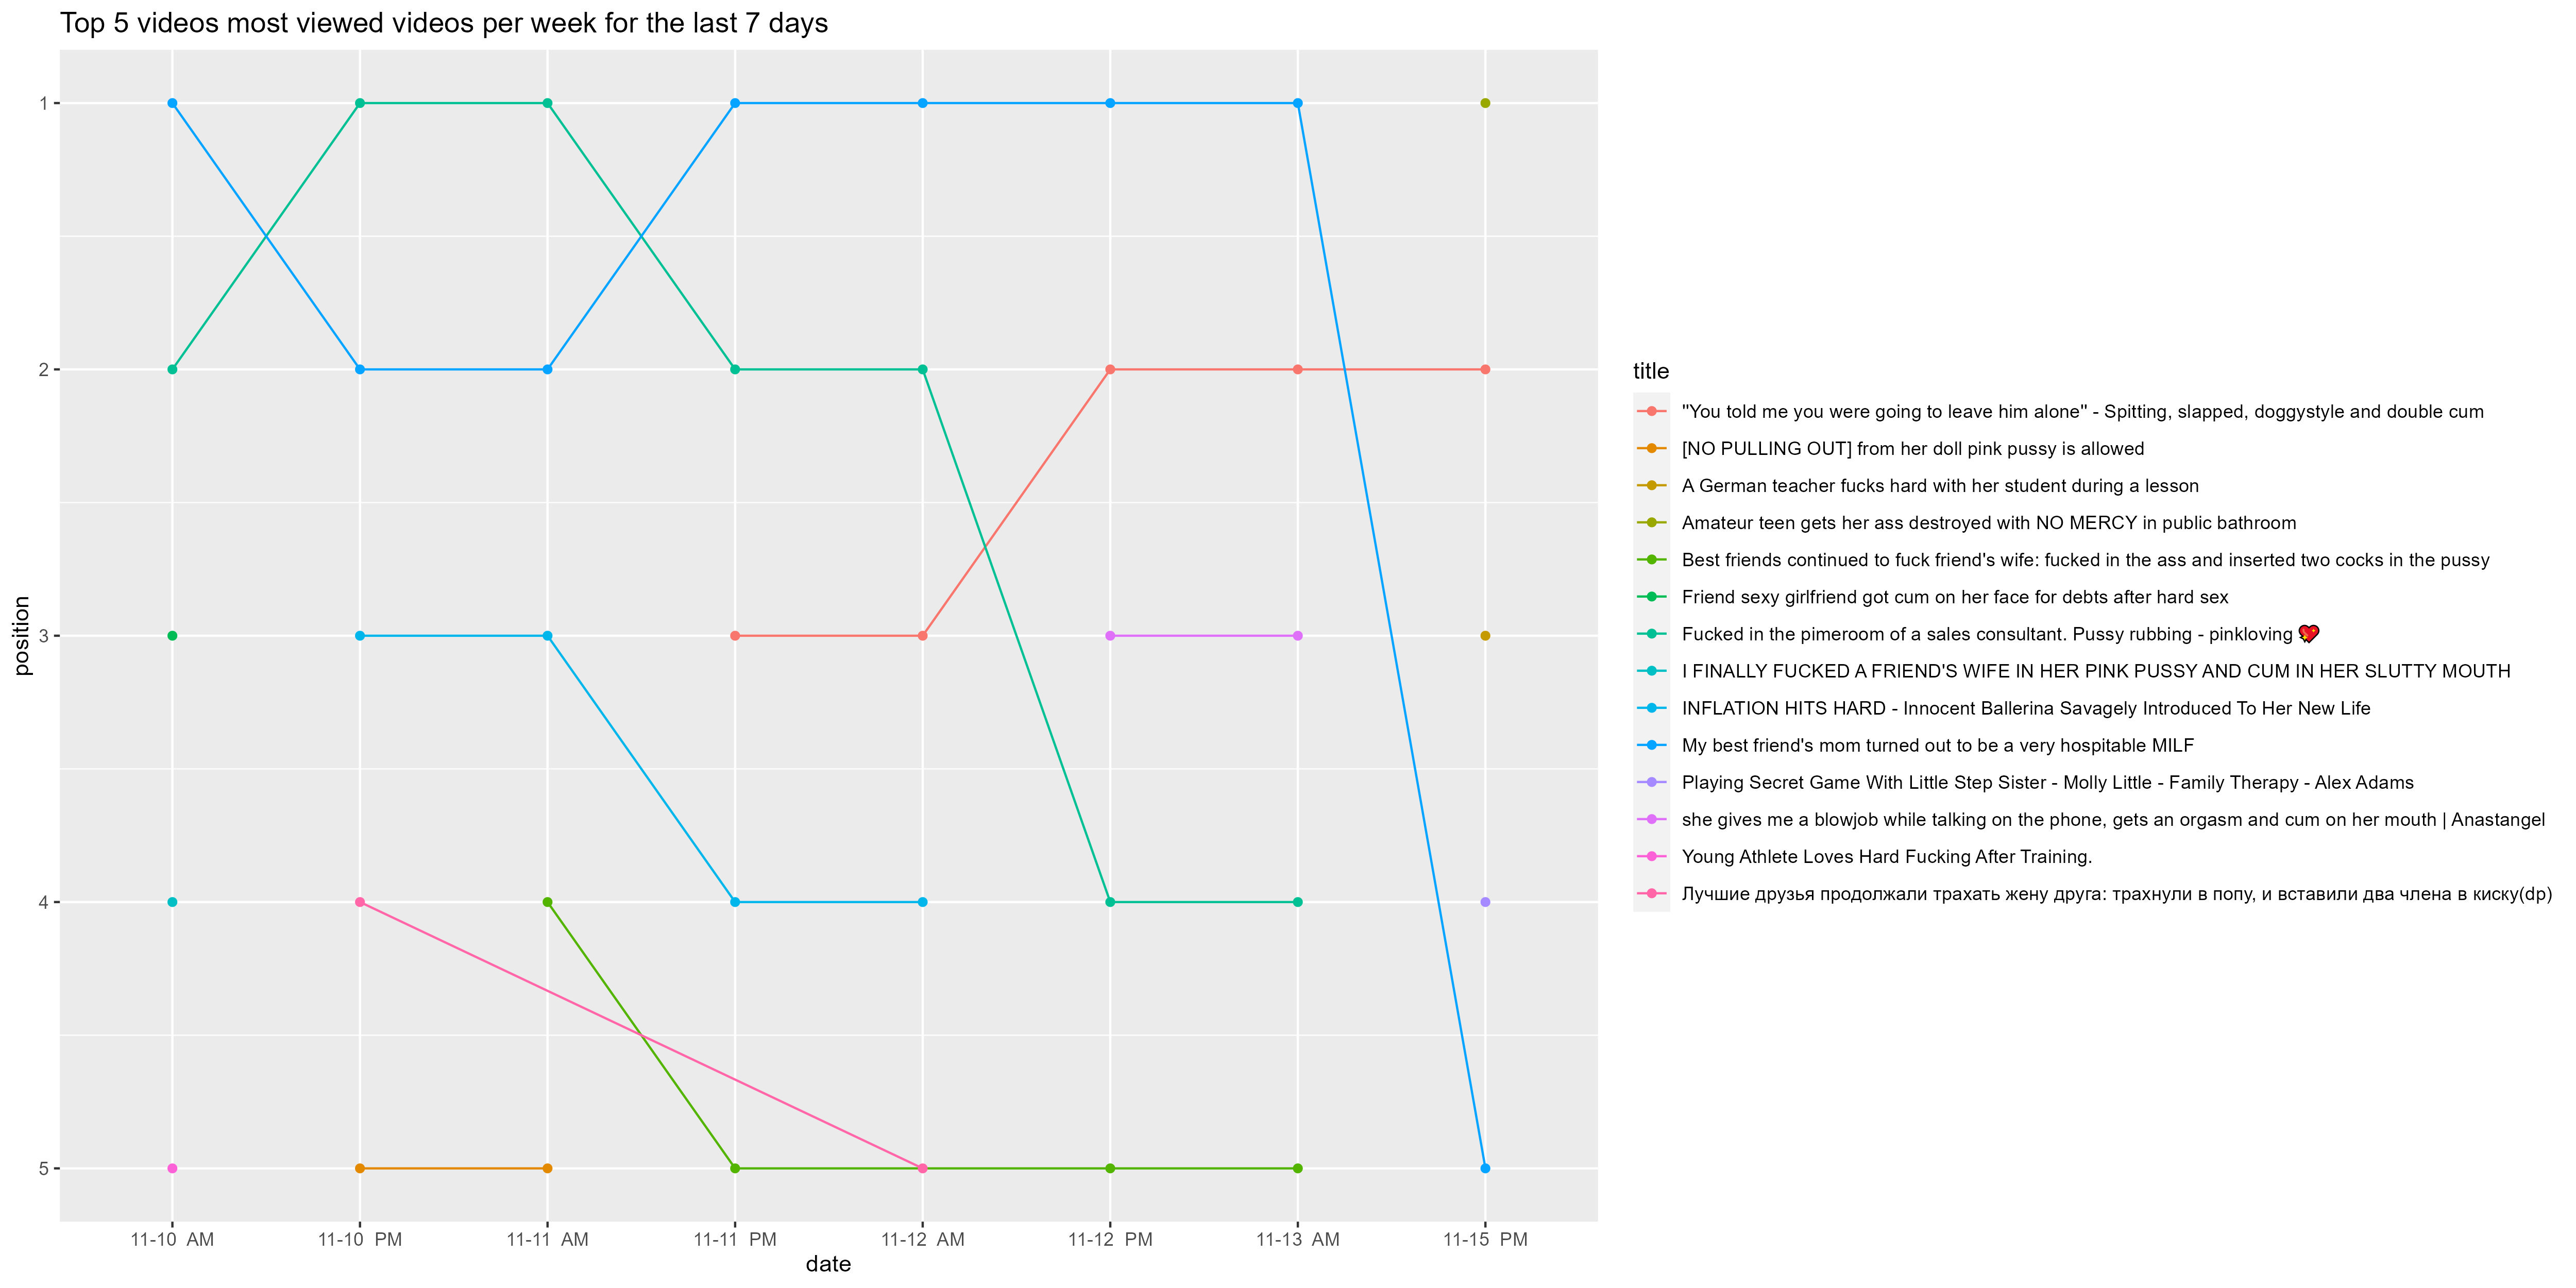 Top 5 videos most viewed videos per week for the last 7 days
position
1
2
3
4
5
11-10 AM
11-10 PM
11-11 AM
11-11 PM
11-12 AM
11-12 PM
11-13 AM
11-15 PM
date
title
"You told me you were going to leave him alone" - Spitting, slapped, doggystyle and double cum
[NO PULLING OUT] from her doll pink pussy is allowed
A German teacher fucks hard with her student during a lesson
Amateur teen gets her ass destroyed with NO MERCY in public bathroom
Best friends continued to fuck friend's wife: fucked in the ass and inserted two cocks in the pussy
Friend sexy girlfriend got cum on her face for debts after hard sex
Fucked in the pimeroom of a sales consultant. Pussy rubbing - pinkloving 💖
I FINALLY FUCKED A FRIEND'S WIFE IN HER PINK PUSSY AND CUM IN HER SLUTTY MOUTH
INFLATION HITS HARD - Innocent Ballerina Savagely Introduced To Her New Life
My best friend's mom turned out to be a very hospitable MILF
Playing Secret Game With Little Step Sister - Molly Little - Family Therapy - Alex Adams
she gives me a blowjob while talking on the phone, gets an orgasm and cum on her mouth | Anastangel
Young Athlete Loves Hard Fucking After Training.
Лучшие друзья продолжали трахать жену друга: трахнули в попу, и вставили два члена в киску(dp)